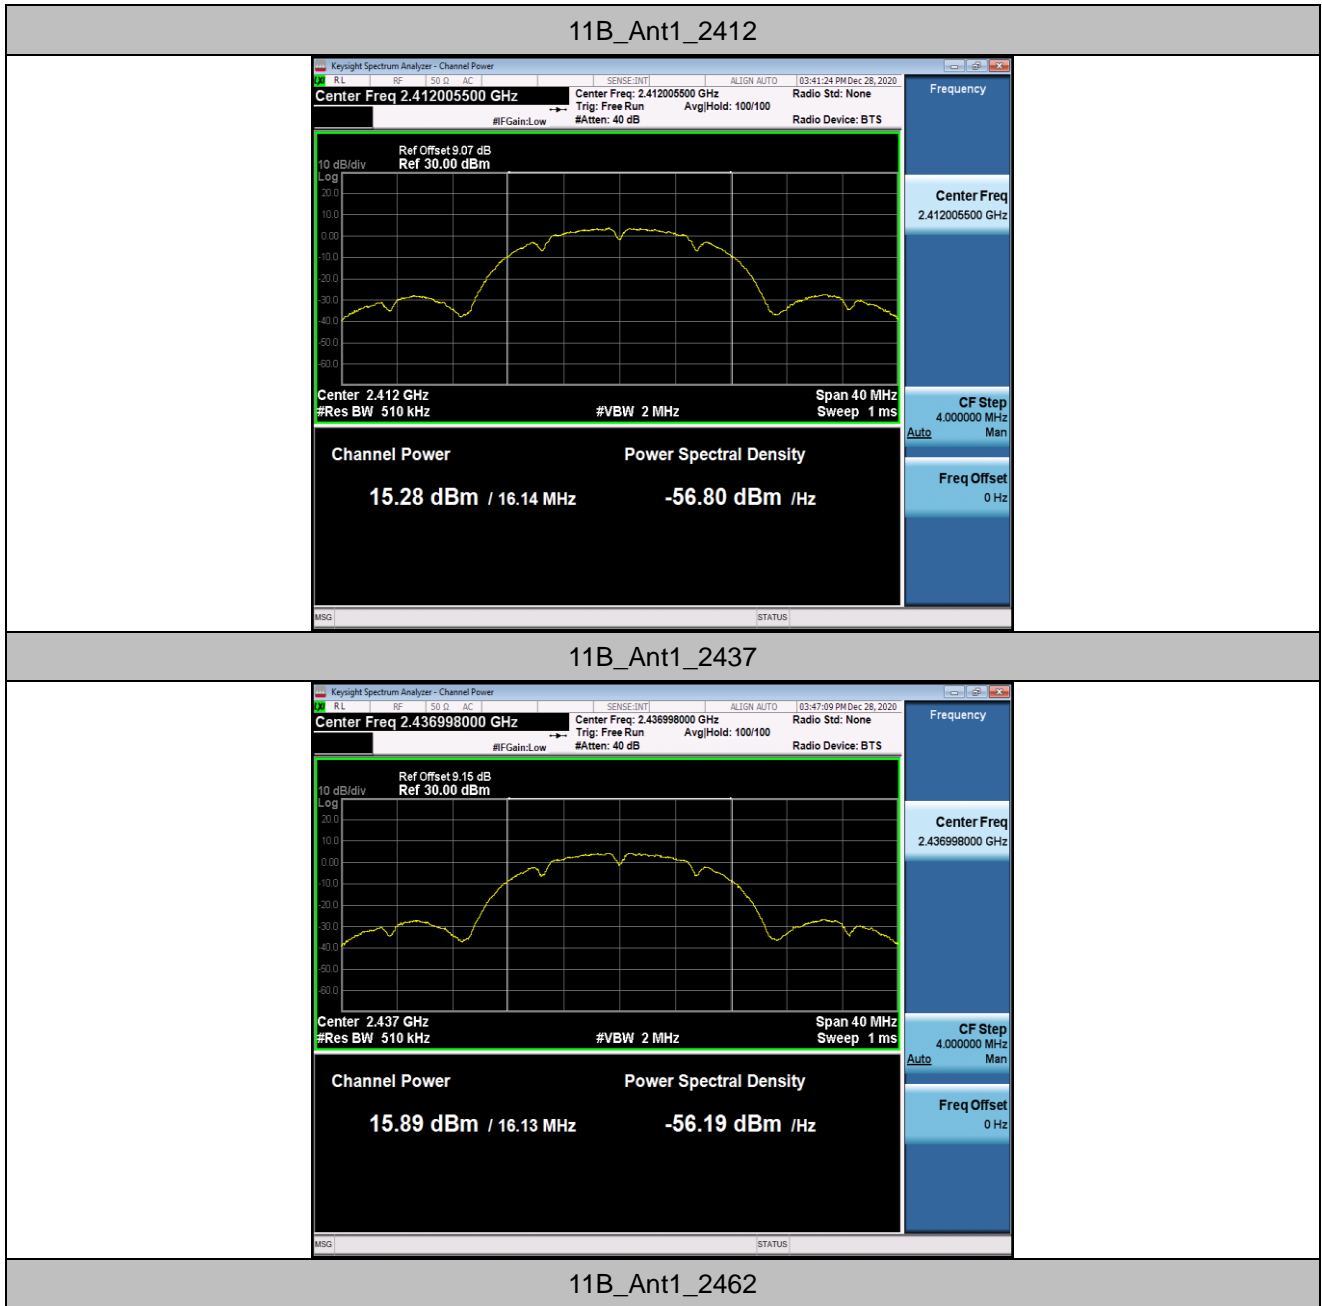 11B_Ant1_2412
Keysight Spectrum Analyzer - Channel Power
RL RF 50 Ω AC SENSE:INT ALIGN AUTO 03:41:24 PM Dec 28, 2020
Center Freq 2.412005500 GHz
Center Freq: 2.412005500 GHz Radio Std: None
Trig: Free Run Avg|Hold: 100/100
#IFGain:Low #Atten: 40 dB Radio Device: BTS
Frequency
Ref Offset 9.07 dB
10 dB/div Ref 30.00 dBm
Log
20.0
10.0
0.00
-10.0
-20.0
-30.0
-40.0
-50.0
-60.0
Center 2.412 GHz Span 40 MHz
#Res BW 510 kHz #VBW 2 MHz Sweep 1 ms
Center Freq
2.412005500 GHz
CF Step
4.000000 MHz
Auto Man
Freq Offset
0 Hz
Channel Power Power Spectral Density
15.28 dBm / 16.14 MHz -56.80 dBm /Hz
MSG STATUS
11B_Ant1_2437
Keysight Spectrum Analyzer - Channel Power
RL RF 50 Ω AC SENSE:INT ALIGN AUTO 03:47:09 PM Dec 28, 2020
Center Freq 2.436998000 GHz
Center Freq: 2.436998000 GHz Radio Std: None
Trig: Free Run Avg|Hold: 100/100
#IFGain:Low #Atten: 40 dB Radio Device: BTS
Frequency
Ref Offset 9.15 dB
10 dB/div Ref 30.00 dBm
Log
20.0
10.0
0.00
-10.0
-20.0
-30.0
-40.0
-50.0
-60.0
Center 2.437 GHz Span 40 MHz
#Res BW 510 kHz #VBW 2 MHz Sweep 1 ms
Center Freq
2.436998000 GHz
CF Step
4.000000 MHz
Auto Man
Freq Offset
0 Hz
Channel Power Power Spectral Density
15.89 dBm / 16.13 MHz -56.19 dBm /Hz
MSG STATUS
11B_Ant1_2462